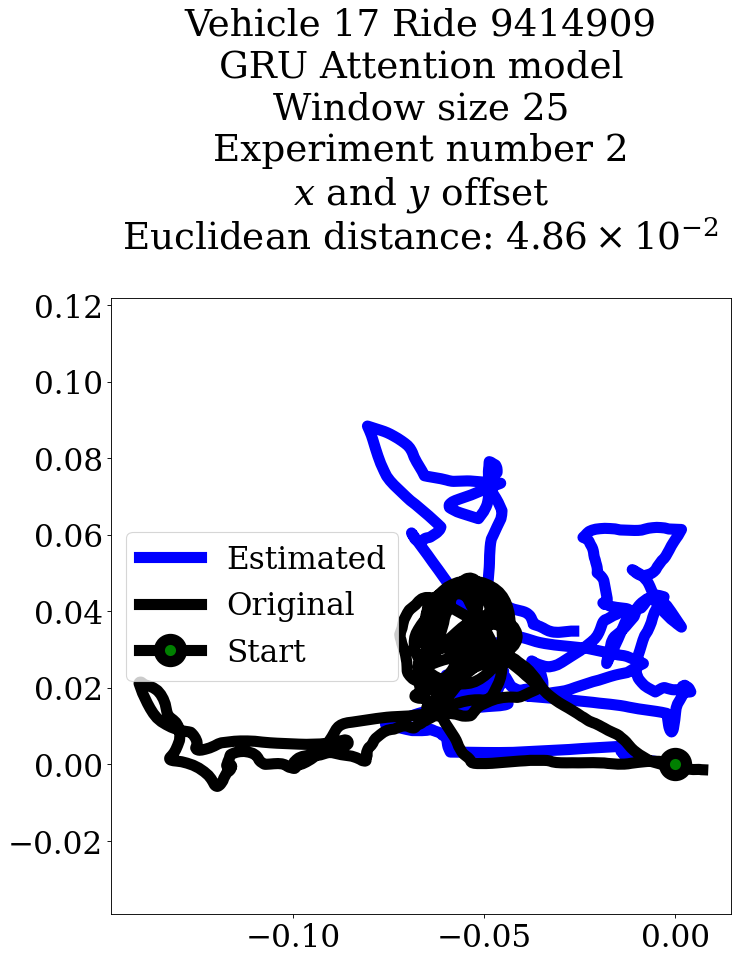 Vehicle 17 Ride 9414909
GRU Attention model
Window size 25
Experiment number 2
x and y offset
Euclidean distance: 4.86 × 10⁻²
0.12
0.10
0.08
0.06
0.04
0.02
0.00
−0.02
Estimated
Original
Start
−0.10 −0.05 0.00